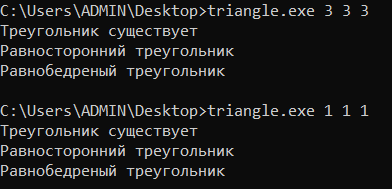 C:\Users\ADMIN\Desktop>triangle.exe 3 3 3
Треугольник существует
Равносторонний треугольник
Равнобедреный треугольник
C:\Users\ADMIN\Desktop>triangle.exe 1 1 1
Треугольник существует
Равносторонний треугольник
Равнобедреный треугольник